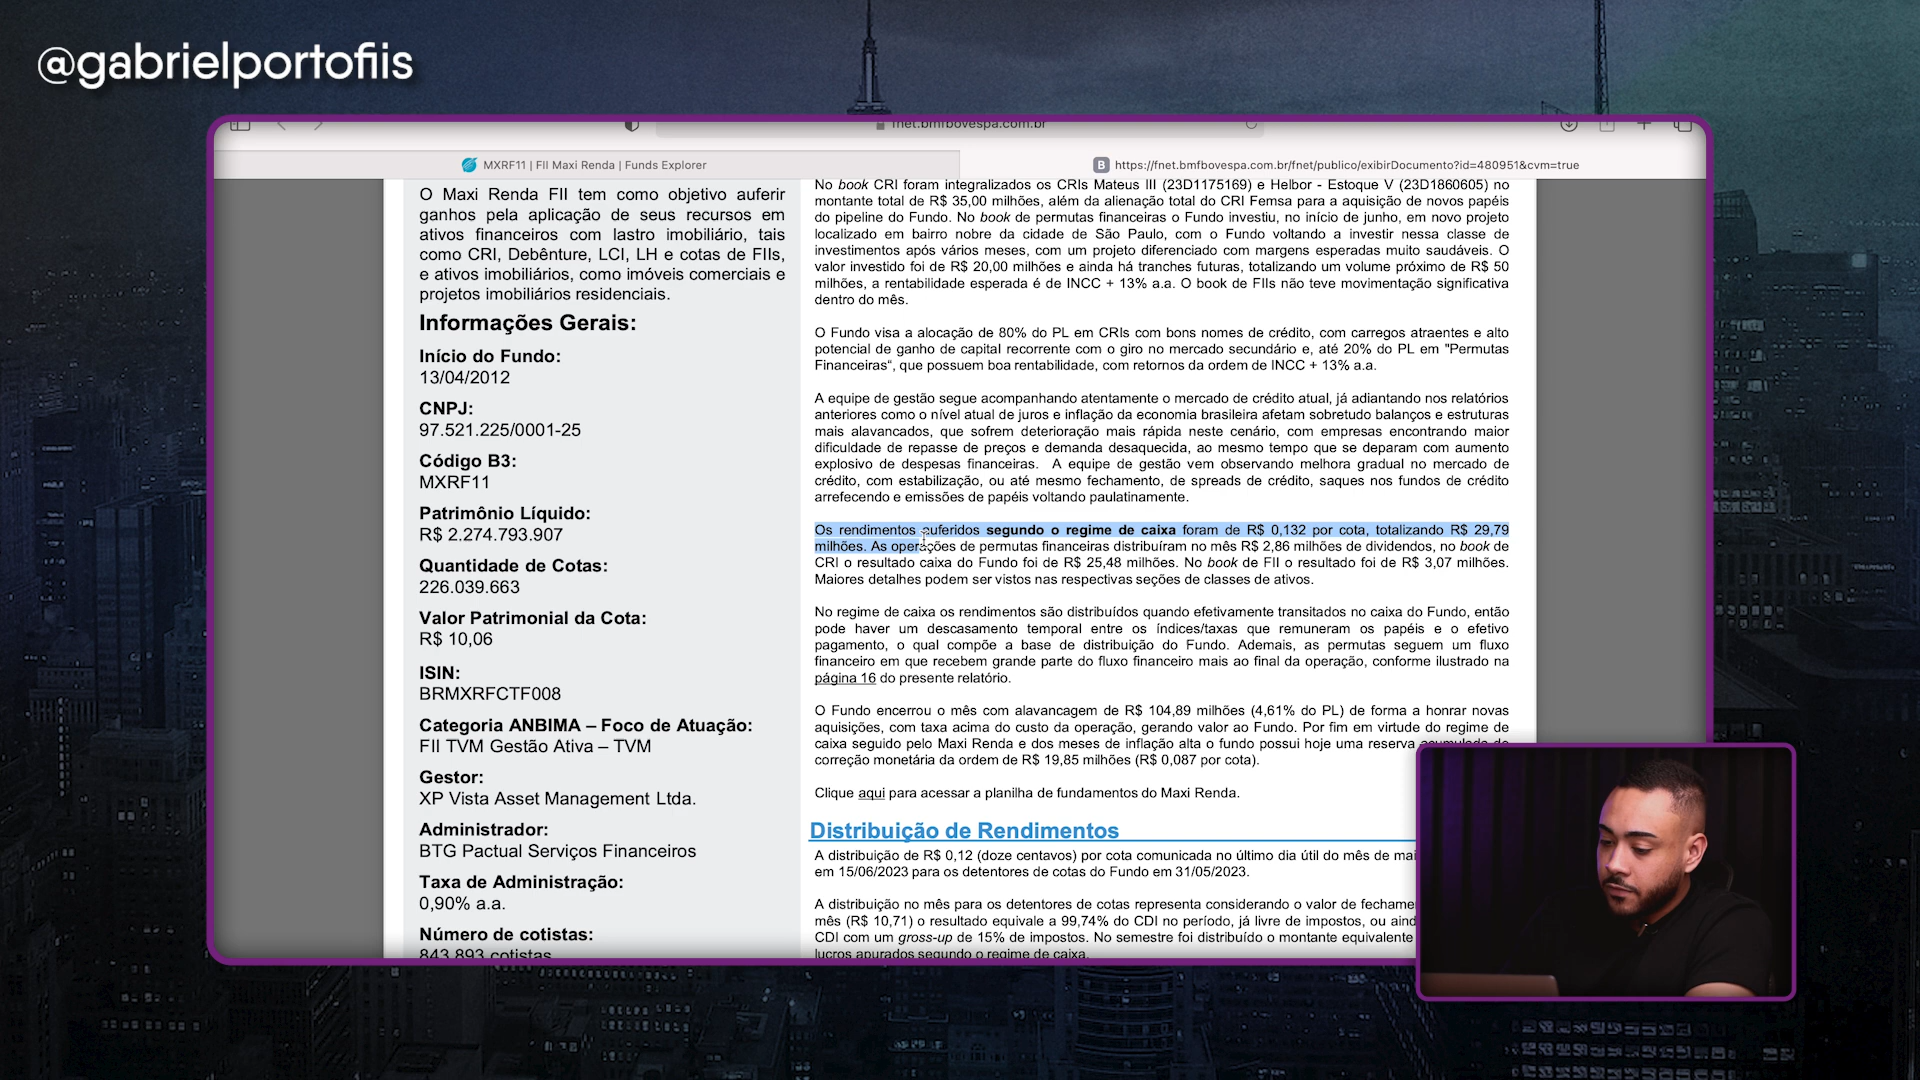 @gabrielportofiis
fnet.bmfbovespa.com.br
MXRF11 | FII Maxi Renda | Funds Explorer
B https://fnet.bmfbovespa.com.br/fnet/publico/exibirDocumento?id=480951&cvm=true
O Maxi Renda FII tem como objetivo auferir
ganhos pela aplicação de seus recursos em
ativos financeiros com lastro imobiliário, tais
como CRI, Debênture, LCI, LH e cotas de FIIs,
e ativos imobiliários, como imóveis comerciais e
projetos imobiliários residenciais.
Informações Gerais:
Início do Fundo:
13/04/2012
CNPJ:
97.521.225/0001-25
Código B3:
MXRF11
Patrimônio Líquido:
R$ 2.274.793.907
Quantidade de Cotas:
226.039.663
Valor Patrimonial da Cota:
R$ 10,06
ISIN:
BRMXRFCTF008
Categoria ANBIMA – Foco de Atuação:
FII TVM Gestão Ativa – TVM
Gestor:
XP Vista Asset Management Ltda.
Administrador:
BTG Pactual Serviços Financeiros
Taxa de Administração:
0,90% a.a.
Número de cotistas:
843.893 cotistas
No book CRI foram integralizados os CRIs Mateus III (23D1175169) e Helbor - Estoque V (23D1860605) no
montante total de R$ 35,00 milhões, além da alienação total do CRI Femsa para a aquisição de novos papéis
do pipeline do Fundo. No book de permutas financeiras o Fundo investiu, no início de junho, em novo projeto
localizado em bairro nobre da cidade de São Paulo, com o Fundo voltando a investir nessa classe de
investimentos após vários meses, com um projeto diferenciado com margens esperadas muito saudáveis. O
valor investido foi de R$ 20,00 milhões e ainda há tranches futuras, totalizando um volume próximo de R$ 50
milhões, a rentabilidade esperada é de INCC + 13% a.a. O book de FIIs não teve movimentação significativa
dentro do mês.
O Fundo visa a alocação de 80% do PL em CRIs com bons nomes de crédito, com carregos atraentes e alto
potencial de ganho de capital recorrente com o giro no mercado secundário e, até 20% do PL em "Permutas
Financeiras“, que possuem boa rentabilidade, com retornos da ordem de INCC + 13% a.a.
A equipe de gestão segue acompanhando atentamente o mercado de crédito atual, já adiantando nos relatórios
anteriores como o nível atual de juros e inflação da economia brasileira afetam sobretudo balanços e estruturas
mais alavancados, que sofrem deterioração mais rápida neste cenário, com empresas encontrando maior
dificuldade de repasse de preços e demanda desaquecida, ao mesmo tempo que se deparam com aumento
explosivo de despesas financeiras. A equipe de gestão vem observando melhora gradual no mercado de
crédito, com estabilização, ou até mesmo fechamento, de spreads de crédito, saques nos fundos de crédito
arrefecendo e emissões de papéis voltando paulatinamente.
Os rendimentos auferidos segundo o regime de caixa foram de R$ 0,132 por cota, totalizando R$ 29,79
milhões. As operações de permutas financeiras distribuíram no mês R$ 2,86 milhões de dividendos, no book de
CRI o resultado caixa do Fundo foi de R$ 25,48 milhões. No book de FII o resultado foi de R$ 3,07 milhões.
Maiores detalhes podem ser vistos nas respectivas seções de classes de ativos.
No regime de caixa os rendimentos são distribuídos quando efetivamente transitados no caixa do Fundo, então
pode haver um descasamento temporal entre os índices/taxas que remuneram os papéis e o efetivo
pagamento, o qual compõe a base de distribuição do Fundo. Ademais, as permutas seguem um fluxo
financeiro em que recebem grande parte do fluxo financeiro mais ao final da operação, conforme ilustrado na
página 16 do presente relatório.
O Fundo encerrou o mês com alavancagem de R$ 104,89 milhões (4,61% do PL) de forma a honrar novas
aquisições, com taxa acima do custo da operação, gerando valor ao Fundo. Por fim em virtude do regime de
caixa seguido pelo Maxi Renda e dos meses de inflação alta o fundo possui hoje uma reserva acumulada de
correção monetária da ordem de R$ 19,85 milhões (R$ 0,087 por cota).
Clique aqui para acessar a planilha de fundamentos do Maxi Renda.
Distribuição de Rendimentos
A distribuição de R$ 0,12 (doze centavos) por cota comunicada no último dia útil do mês de mai
em 15/06/2023 para os detentores de cotas do Fundo em 31/05/2023.
A distribuição no mês para os detentores de cotas representa considerando o valor de fechame
mês (R$ 10,71) o resultado equivale a 99,74% do CDI no período, já livre de impostos, ou aind
CDI com um gross-up de 15% de impostos. No semestre foi distribuído o montante equivalente
lucros apurados segundo o regime de caixa.